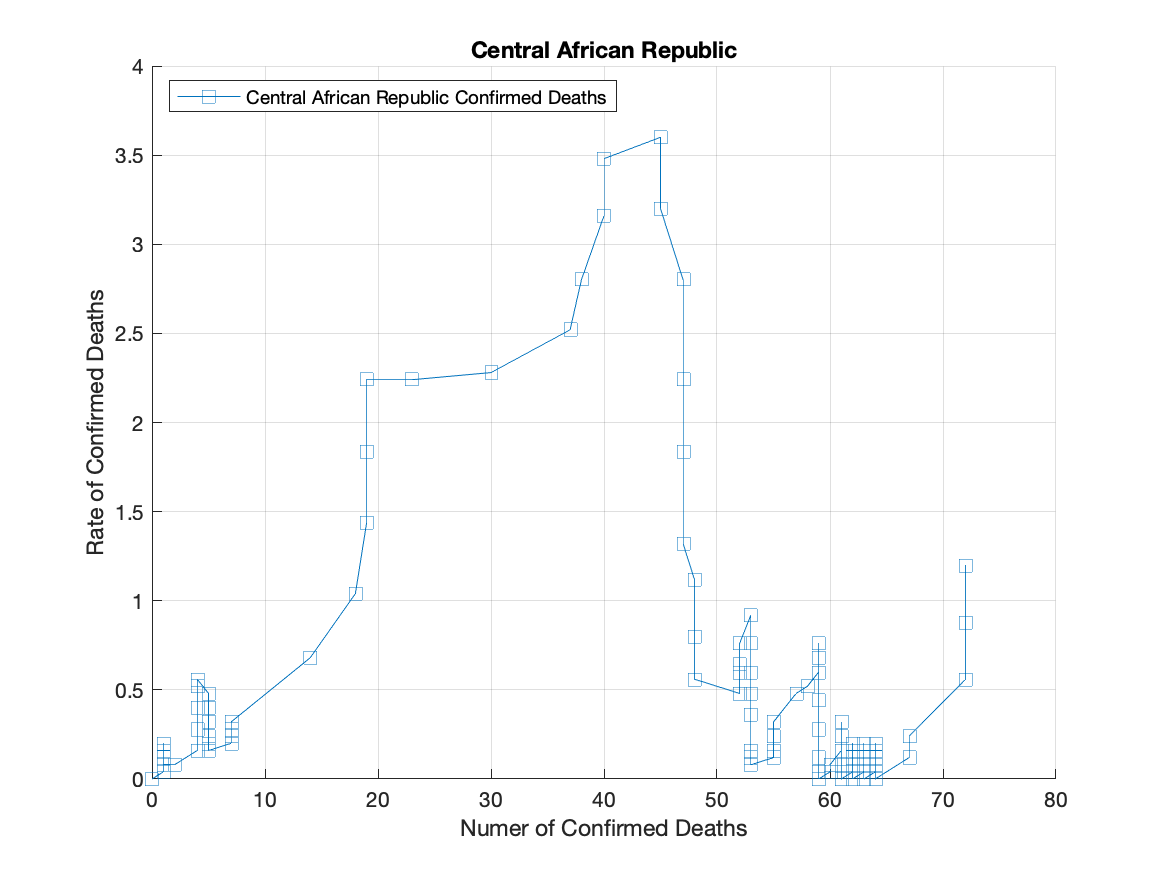 Central African Republic
Central African Republic Confirmed Deaths
4
3.5
3
2.5
2
1.5
1
0.5
0
Rate of Confirmed Deaths
0 10 20 30 40 50 60 70 80
Numer of Confirmed Deaths